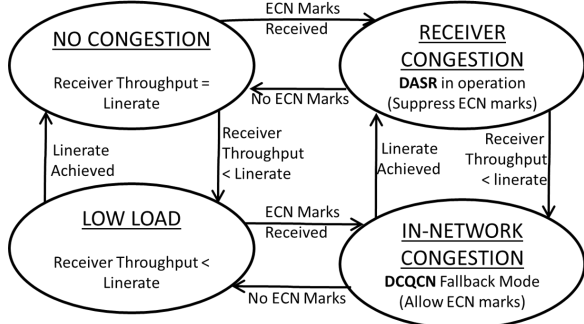 NO CONGESTION
Receiver Throughput =
Linerate
ECN Marks
Received
No ECN Marks
RECEIVER
CONGESTION
DASR in operation
(Suppress ECN marks)
Linerate
Achieved
Receiver
Throughput
< Linerate
Linerate
Achieved
Receiver
Throughput
< linerate
LOW LOAD
Receiver Throughput <
Linerate
ECN Marks
Received
No ECN Marks
IN-NETWORK
CONGESTION
DCQCN Fallback Mode
(Allow ECN marks)